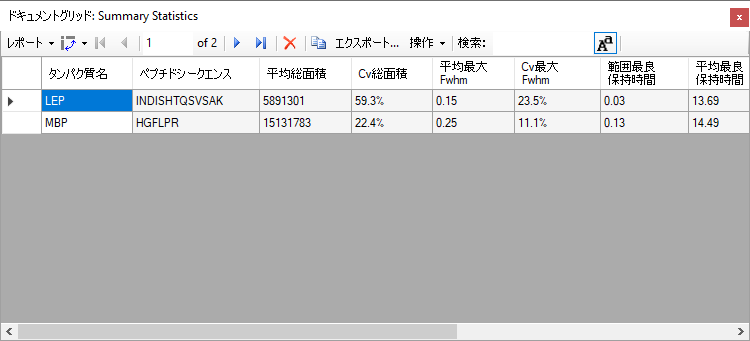 ドキュメントグリッド: Summary Statistics
x
レポート 1 of 2 エクスポート... 操作 検索: Aa
タンパク質名 ペプチドシークエンス 平均総面積 Cv総面積 平均最大 Fwhm Cv最大 Fwhm 範囲最良 保持時間 平均最良 保持時間
LEP INDISHTQSVSAK 5891301 59.3% 0.15 23.5% 0.03 13.69
MBP HGFLPR 15131783 22.4% 0.25 11.1% 0.13 14.49